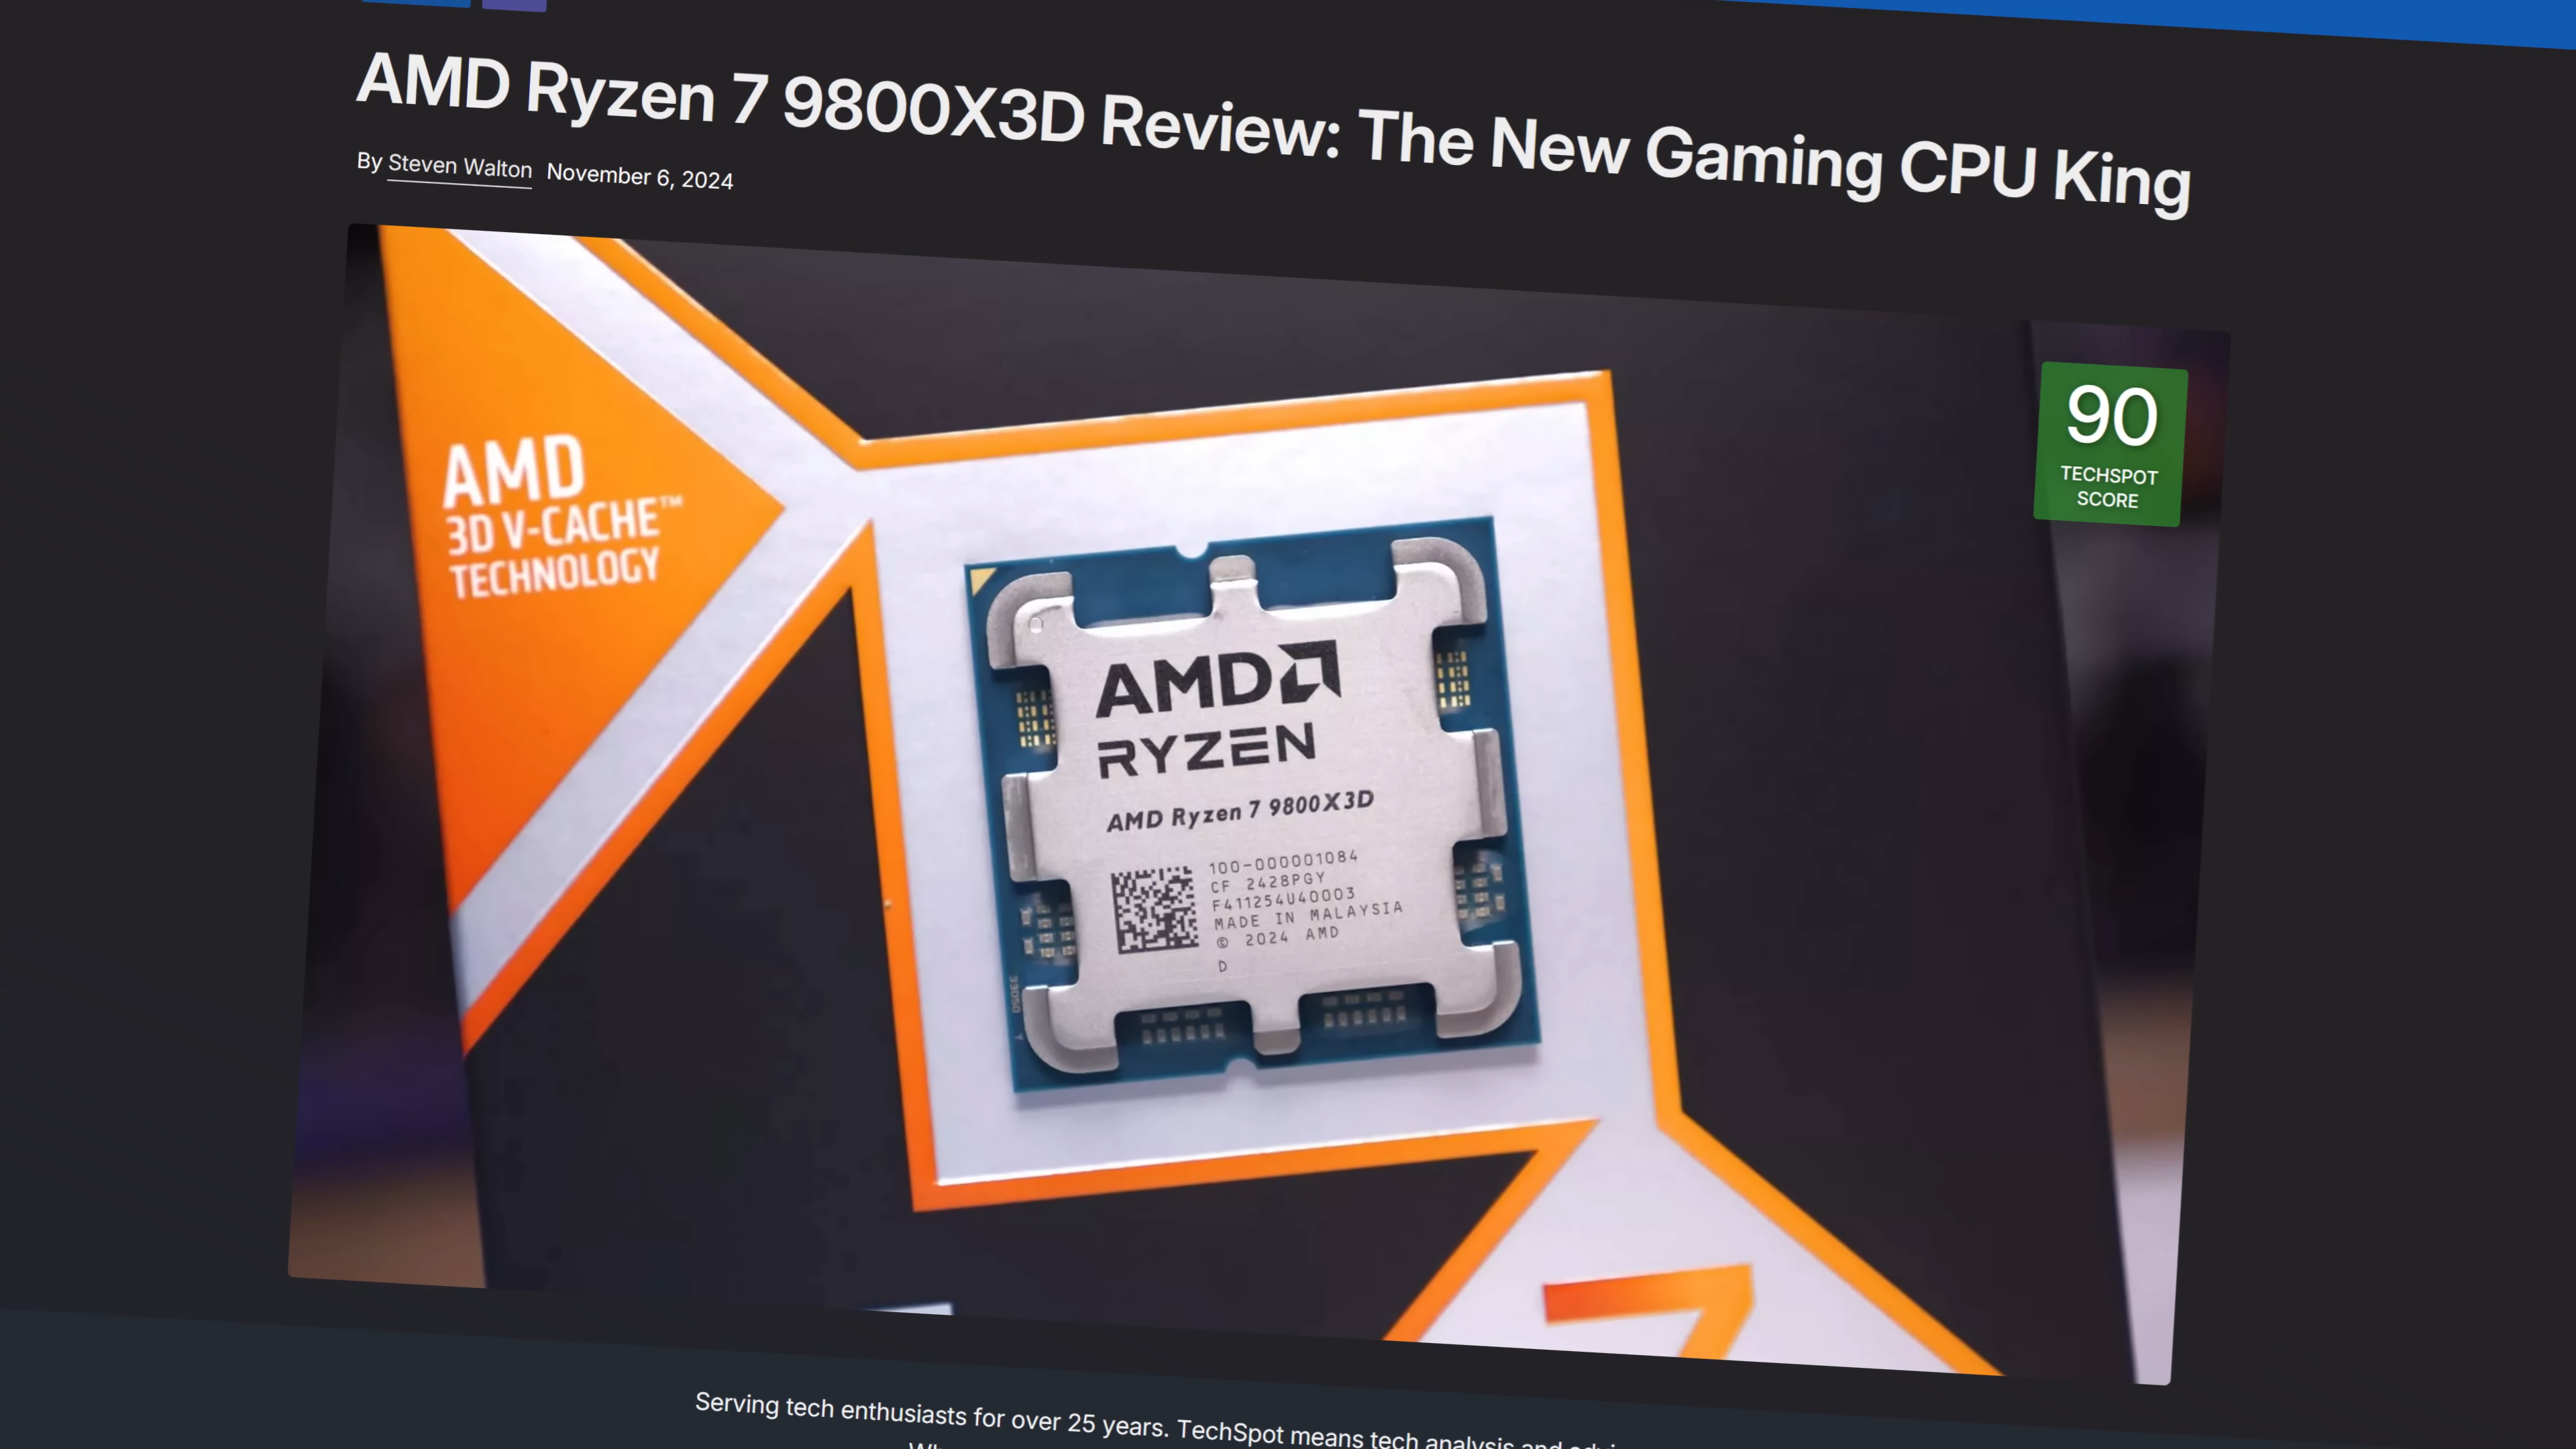 AMD Ryzen 7 9800X3D Review: The New Gaming CPU King
By Steven Walton November 6, 2024
90
TECHSPOT
SCORE
AMD
3D V-CACHE™
TECHNOLOGY
AMD
RYZEN
AMD Ryzen 7 9800X3D
100-000001084
CF 2428PGY
F411254U40003
MADE IN MALAYSIA
© 2024 AMD
D
33050
Y
7
Serving tech enthusiasts for over 25 years. TechSpot means tech analysis and